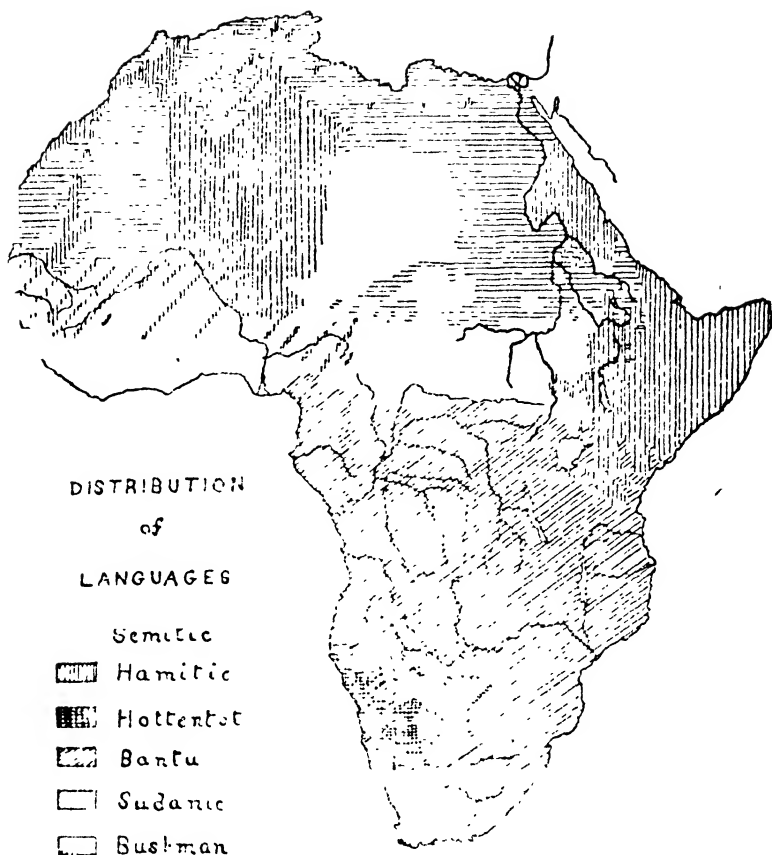 DISTRIBUTION
of
LANGUAGES
Semitic
Hamitic
Hottentot
Bantu
Sudanic
Bushman